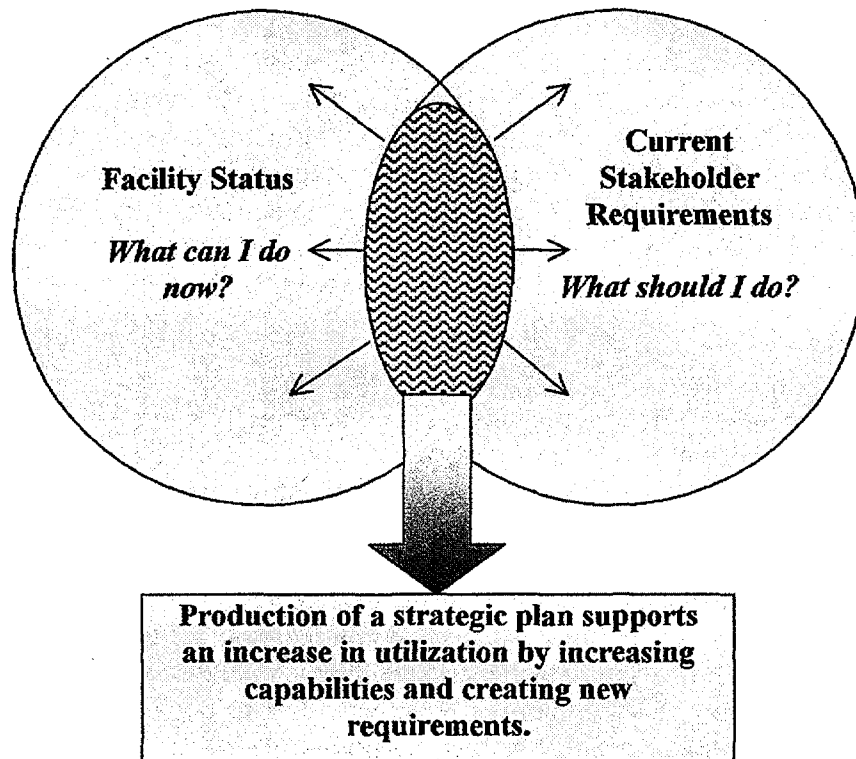 Facility Status
What can I do
now?
Current
Stakeholder
Requirements
What should I do?
Production of a strategic plan supports
an increase in utilization by increasing
capabilities and creating new
requirements.